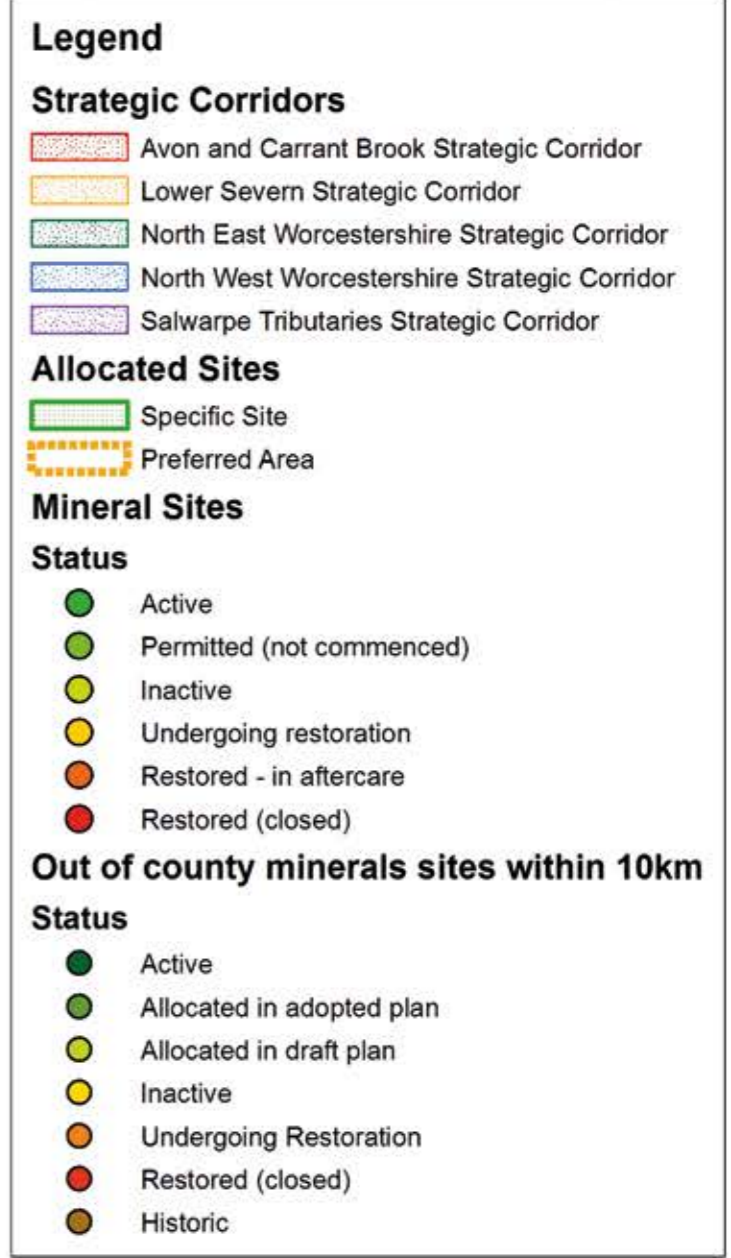 Legend
Strategic Corridors
Avon and Carrant Brook Strategic Corridor
Lower Severn Strategic Corridor
North East Worcestershire Strategic Corridor
North West Worcestershire Strategic Corridor
Salwarpe Tributaries Strategic Corridor
Allocated Sites
Specific Site
Preferred Area
Mineral Sites
Status
Active
Permitted (not commenced)
Inactive
Undergoing restoration
Restored - in aftercare
Restored (closed)
Out of county minerals sites within 10km
Status
Active
Allocated in adopted plan
Allocated in draft plan
Inactive
Undergoing Restoration
Restored (closed)
Historic